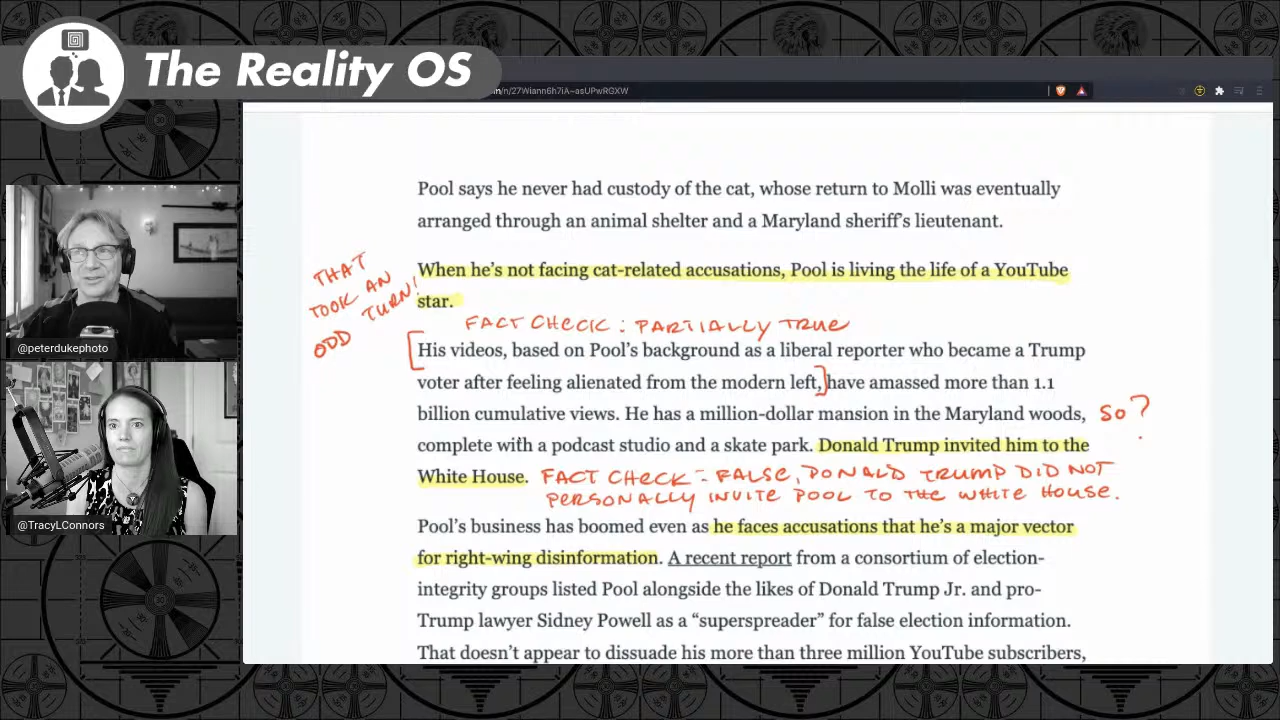 The Reality OS
n/n/27Wiann6h7iA-asUPwRGXW
Pool says he never had custody of the cat, whose return to Molli was eventually
arranged through an animal shelter and a Maryland sheriff's lieutenant.
THAT
TOOK AN
ODD TURN!
When he's not facing cat-related accusations, Pool is living the life of a YouTube
star.
FACT CHECK: PARTIALLY TRUE
[His videos, based on Pool's background as a liberal reporter who became a Trump
voter after feeling alienated from the modern left,] have amassed more than 1.1
billion cumulative views. He has a million-dollar mansion in the Maryland woods,
SO?
complete with a podcast studio and a skate park. Donald Trump invited him to the
White House.
FACT CHECK - FALSE, DONALD TRUMP DID NOT
PERSONALLY INVITE POOL TO THE WHITE HOUSE.
Pool's business has boomed even as he faces accusations that he's a major vector
for right-wing disinformation. A recent report from a consortium of election-
integrity groups listed Pool alongside the likes of Donald Trump Jr. and pro-
Trump lawyer Sidney Powell as a “superspreader” for false election information.
That doesn't appear to dissuade his more than three million YouTube subscribers,
@peterdukephoto
@TracyLConnors